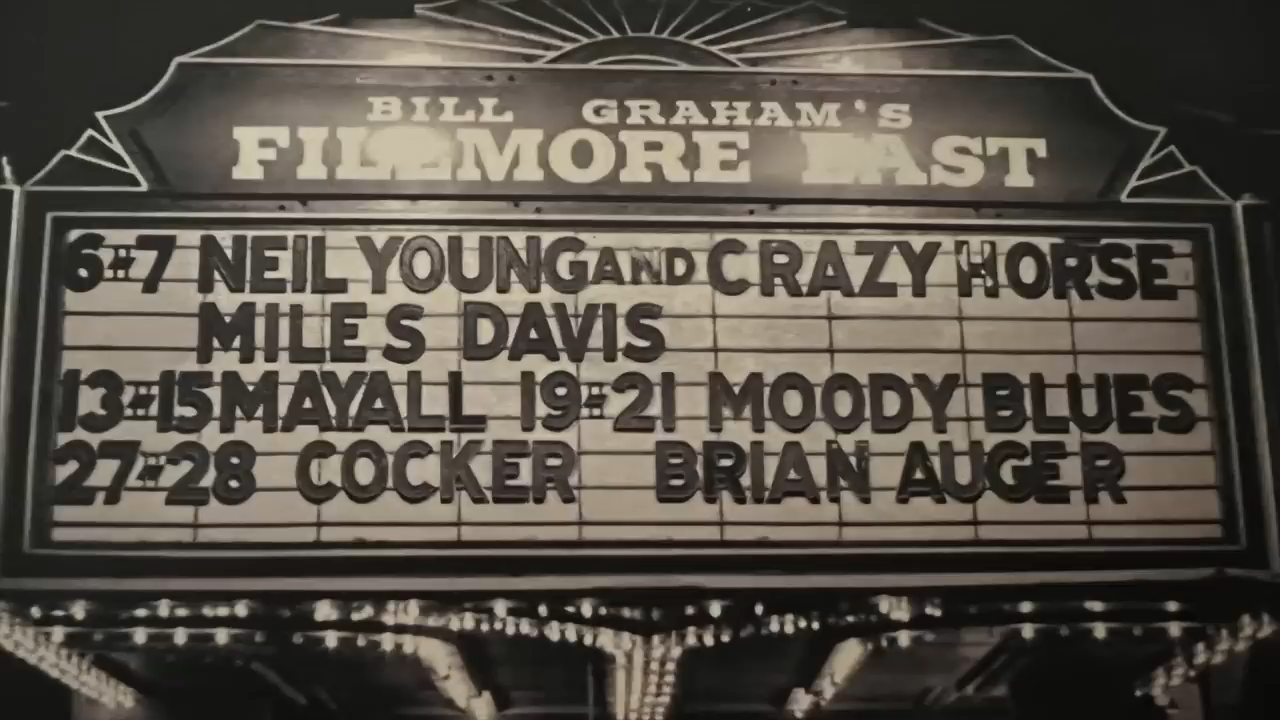 BILL GRAHAM'S
FILLMORE EAST
6-7 NEIL YOUNG AND CRAZY HORSE
MILES DAVIS
13-15 MAYALL 19-21 MOODY BLUES
27-28 COCKER BRIAN AUGER